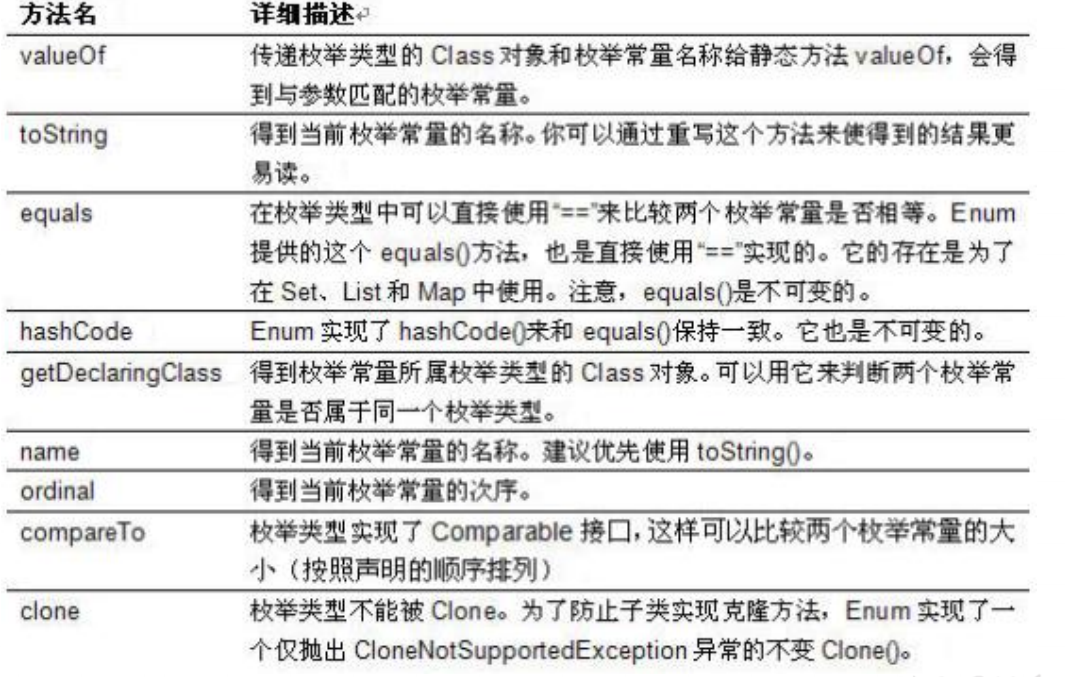 方法名 详细描述↵
valueOf 传递枚举类型的 Class 对象和枚举常量名称给静态方法 valueOf，会得
到与参数匹配的枚举常量。
toString 得到当前枚举常量的名称。你可以通过重写这个方法来使得到的结果更
易读。
equals 在枚举类型中可以直接使用“==”来比较两个枚举常量是否相等。Enum
提供的这个 equals()方法，也是直接使用“==”实现的。它的存在是为了
在 Set、List 和 Map 中使用。注意，equals()是不可变的。
hashCode Enum 实现了 hashCode()来和 equals()保持一致。它也是不可变的。
getDeclaringClass 得到枚举常量所属枚举类型的 Class 对象。可以用它来判断两个枚举常
量是否属于同一个枚举类型。
name 得到当前枚举常量的名称。建议优先使用 toString()。
ordinal 得到当前枚举常量的次序。
compareTo 枚举类型实现了 Comparable 接口，这样可以比较两个枚举常量的大
小（按照声明的顺序排列）
clone 枚举类型不能被 Clone。为了防止子类实现克隆方法，Enum 实现了一
个仅抛出 CloneNotSupportedException 异常的不变 Clone()。